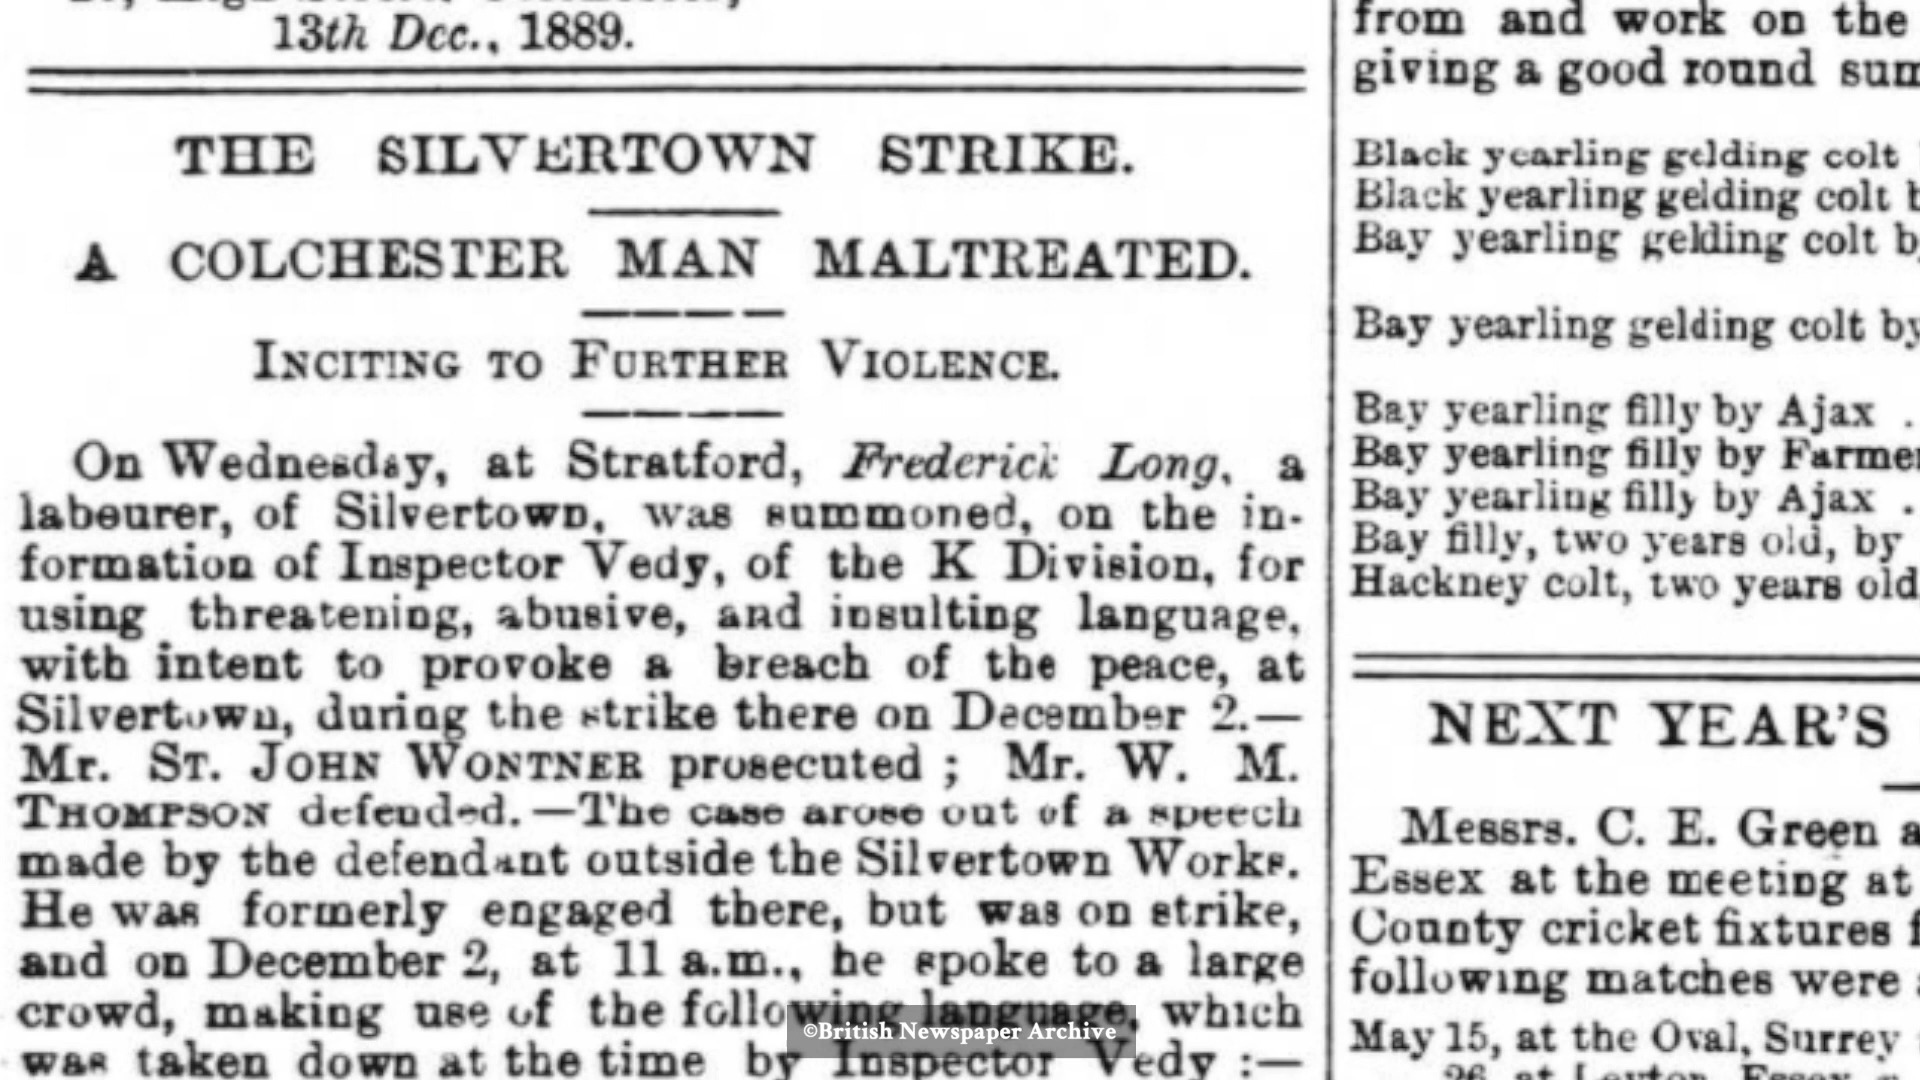 13th Dec., 1889.
THE SILVERTOWN STRIKE.
A COLCHESTER MAN MALTREATED.
INCITING TO FURTHER VIOLENCE.
On Wednesday, at Stratford, Frederick Long, a
labourer, of Silvertown, was summoned, on the in-
formation of Inspector Vedy, of the K Division, for
using threatening, abusive, and insulting language,
with intent to provoke a breach of the peace, at
Silvertown, during the strike there on December 2.—
Mr. ST. JOHN WONTNER prosecuted ; Mr. W. M.
THOMPSON defended.—The case arose out of a speech
made by the defendant outside the Silvertown Works.
He was formerly engaged there, but was on strike,
and on December 2, at 11 a.m., he spoke to a large
crowd, making use of the following language, which
was taken down at the time by Inspector Vedy :—
from and work on the
giving a good round sum
Black yearling gelding colt
Black yearling gelding colt b
Bay yearling gelding colt b
Bay yearling gelding colt by
Bay yearling filly by Ajax .
Bay yearling filly by Farmer
Bay yearling filly by Ajax .
Bay filly, two years old, by
Hackney colt, two years old
NEXT YEAR'S
Messrs. C. E. Green a
Essex at the meeting at
County cricket fixtures f
following matches were
May 15, at the Oval, Surrey
©British Newspaper Archive